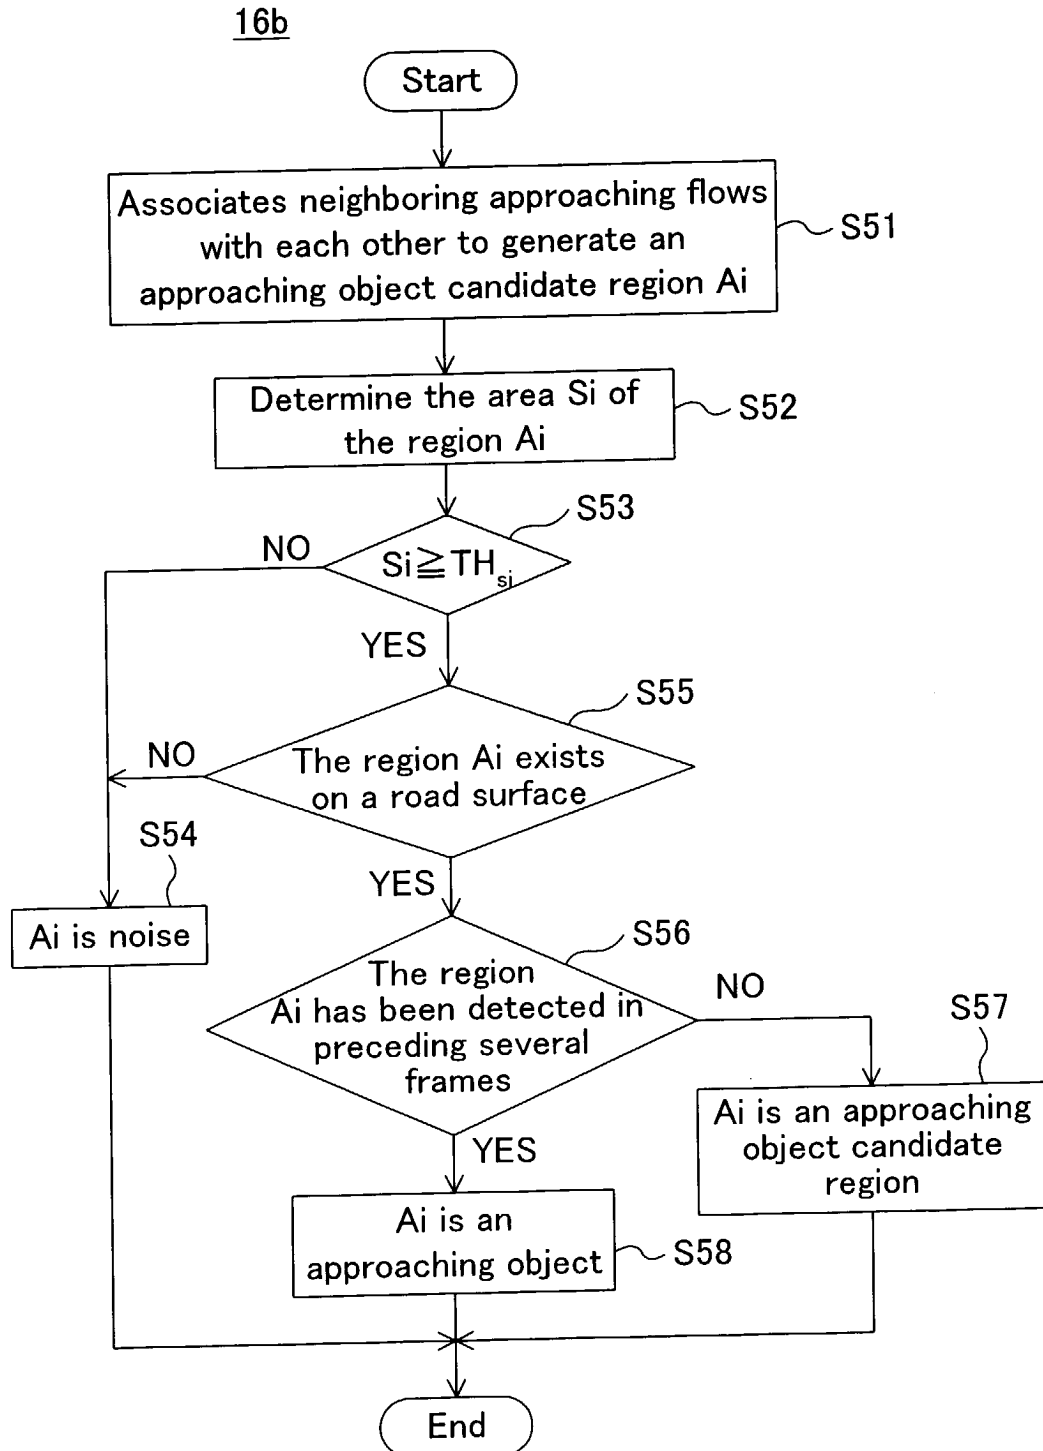 16b
Start
Associates neighboring approaching flows
with each other to generate an
approaching object candidate region Ai
S51
Determine the area Si of
the region Ai
S52
S53
NO
Si≧THsi
YES
S55
NO
The region Ai exists
on a road surface
S54
YES
Ai is noise
S56
The region
Ai has been detected in
preceding several
frames
NO
S57
Ai is an approaching
object candidate
region
YES
Ai is an
approaching object
S58
End